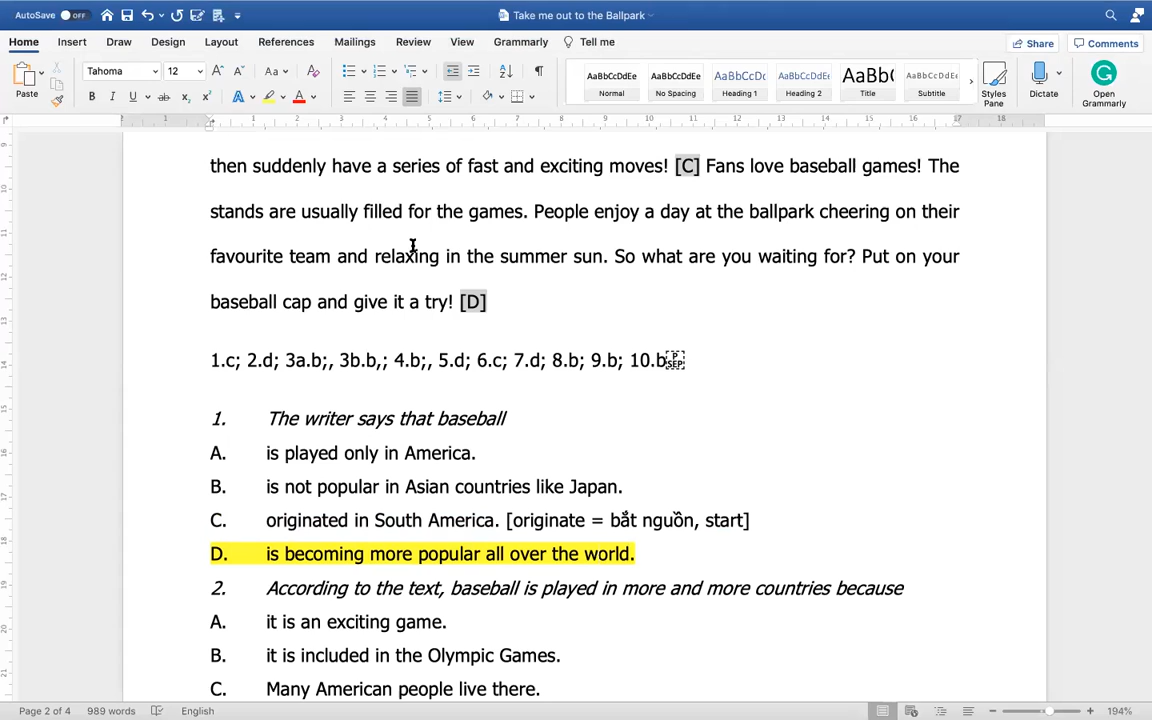 AutoSave OFF Take me out to the Ballpark
Home Insert Draw Design Layout References Mailings Review View Grammarly Tell me Share Comments
Paste Tahoma 12 Aa AaBbCcDdEe Normal AaBbCcDdEe No Spacing AaBbCcDc Heading 1 AaBbCcDdEe Heading 2 AaBb( Title AaBbCcDdEe Subtitle Styles Pane Dictate Open Grammarly
then suddenly have a series of fast and exciting moves! [C] Fans love baseball games! The
stands are usually filled for the games. People enjoy a day at the ballpark cheering on their
favourite team and relaxing in the summer sun. So what are you waiting for? Put on your
baseball cap and give it a try! [D]
1.c; 2.d; 3a.b;, 3b.b,; 4.b;, 5.d; 6.c; 7.d; 8.b; 9.b; 10.b
1. The writer says that baseball
A. is played only in America.
B. is not popular in Asian countries like Japan.
C. originated in South America. [originate = bắt nguồn, start]
D. is becoming more popular all over the world.
2. According to the text, baseball is played in more and more countries because
A. it is an exciting game.
B. it is included in the Olympic Games.
C. Many American people live there.
Page 2 of 4 989 words English 194%